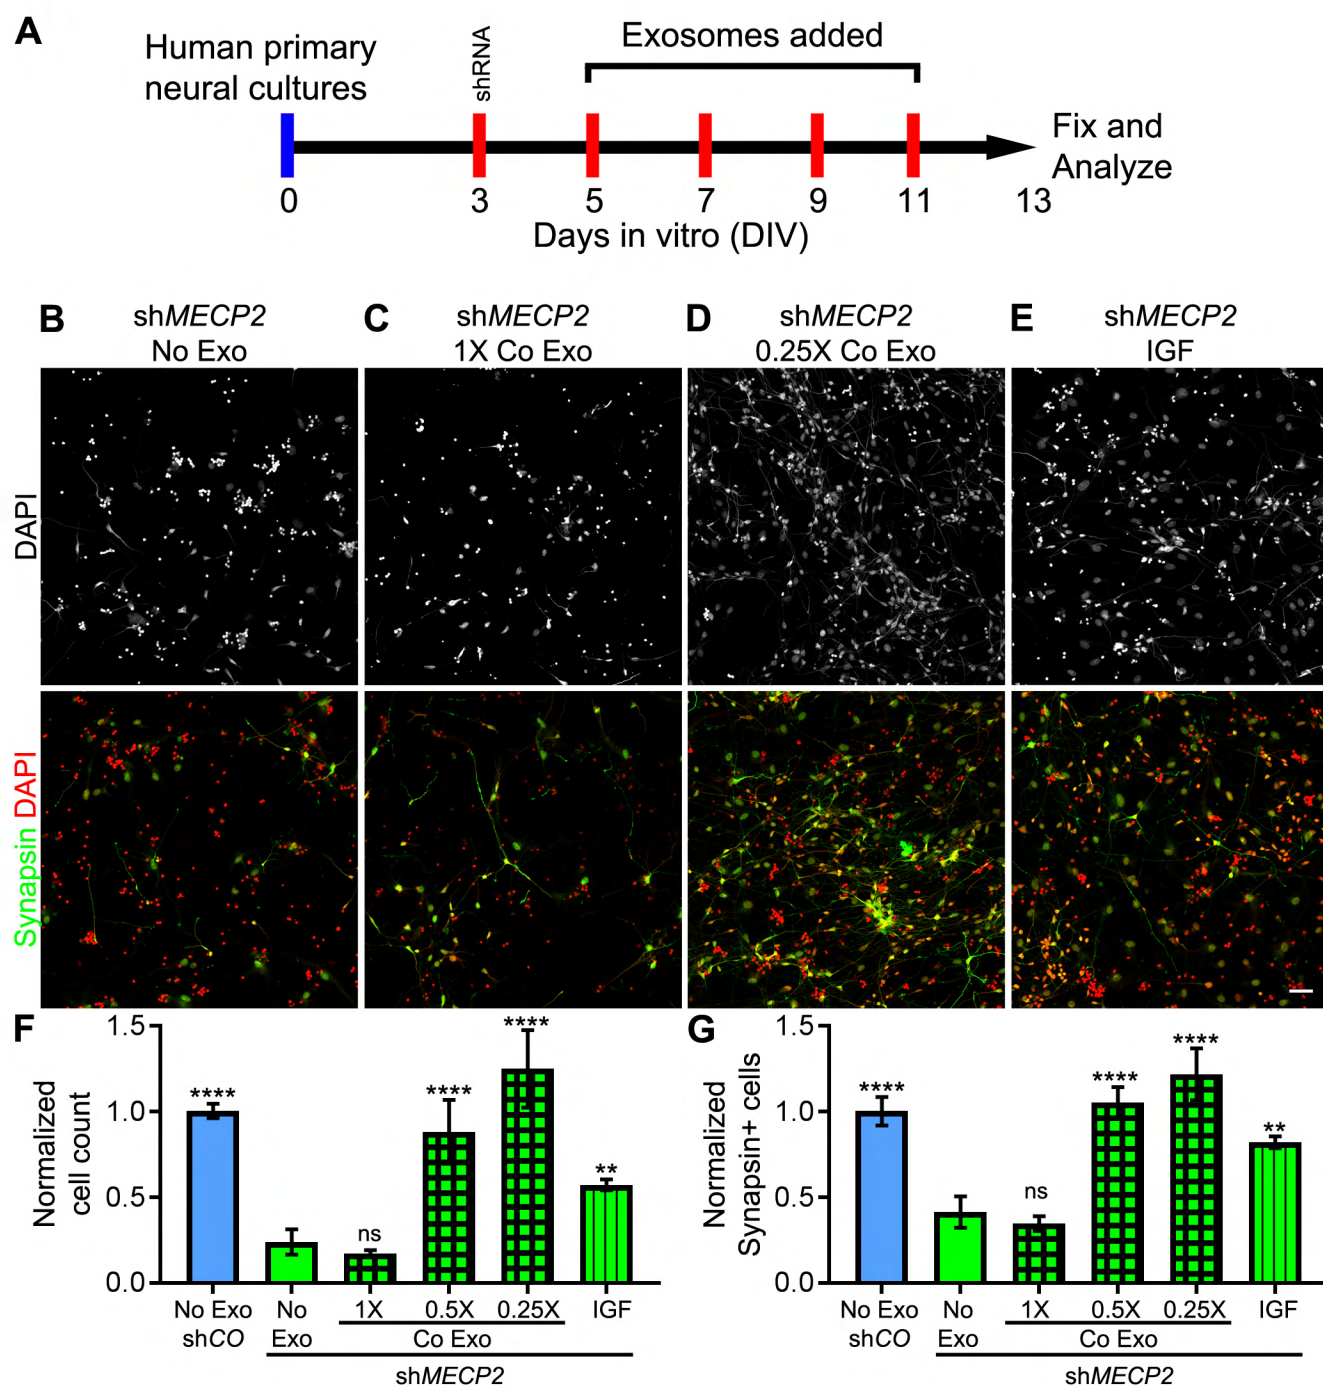 A
Human primary
neural cultures
shRNA
Exosomes added
Fix and
Analyze
0 3 5 7 9 11 13
Days in vitro (DIV)
B shMECP2
No Exo
C shMECP2
1X Co Exo
D shMECP2
0.25X Co Exo
E shMECP2
IGF
DAPI
Synapsin DAPI
F
Normalized
cell count
1.5
1.0
0.5
0.0
****
ns
****
****
**
No Exo
shCO
No
Exo
1X 0.5X 0.25X
Co Exo
IGF
shMECP2
G
Normalized
Synapsin+ cells
1.5
1.0
0.5
0.0
****
ns
****
****
**
No Exo
shCO
No
Exo
1X 0.5X 0.25X
Co Exo
IGF
shMECP2